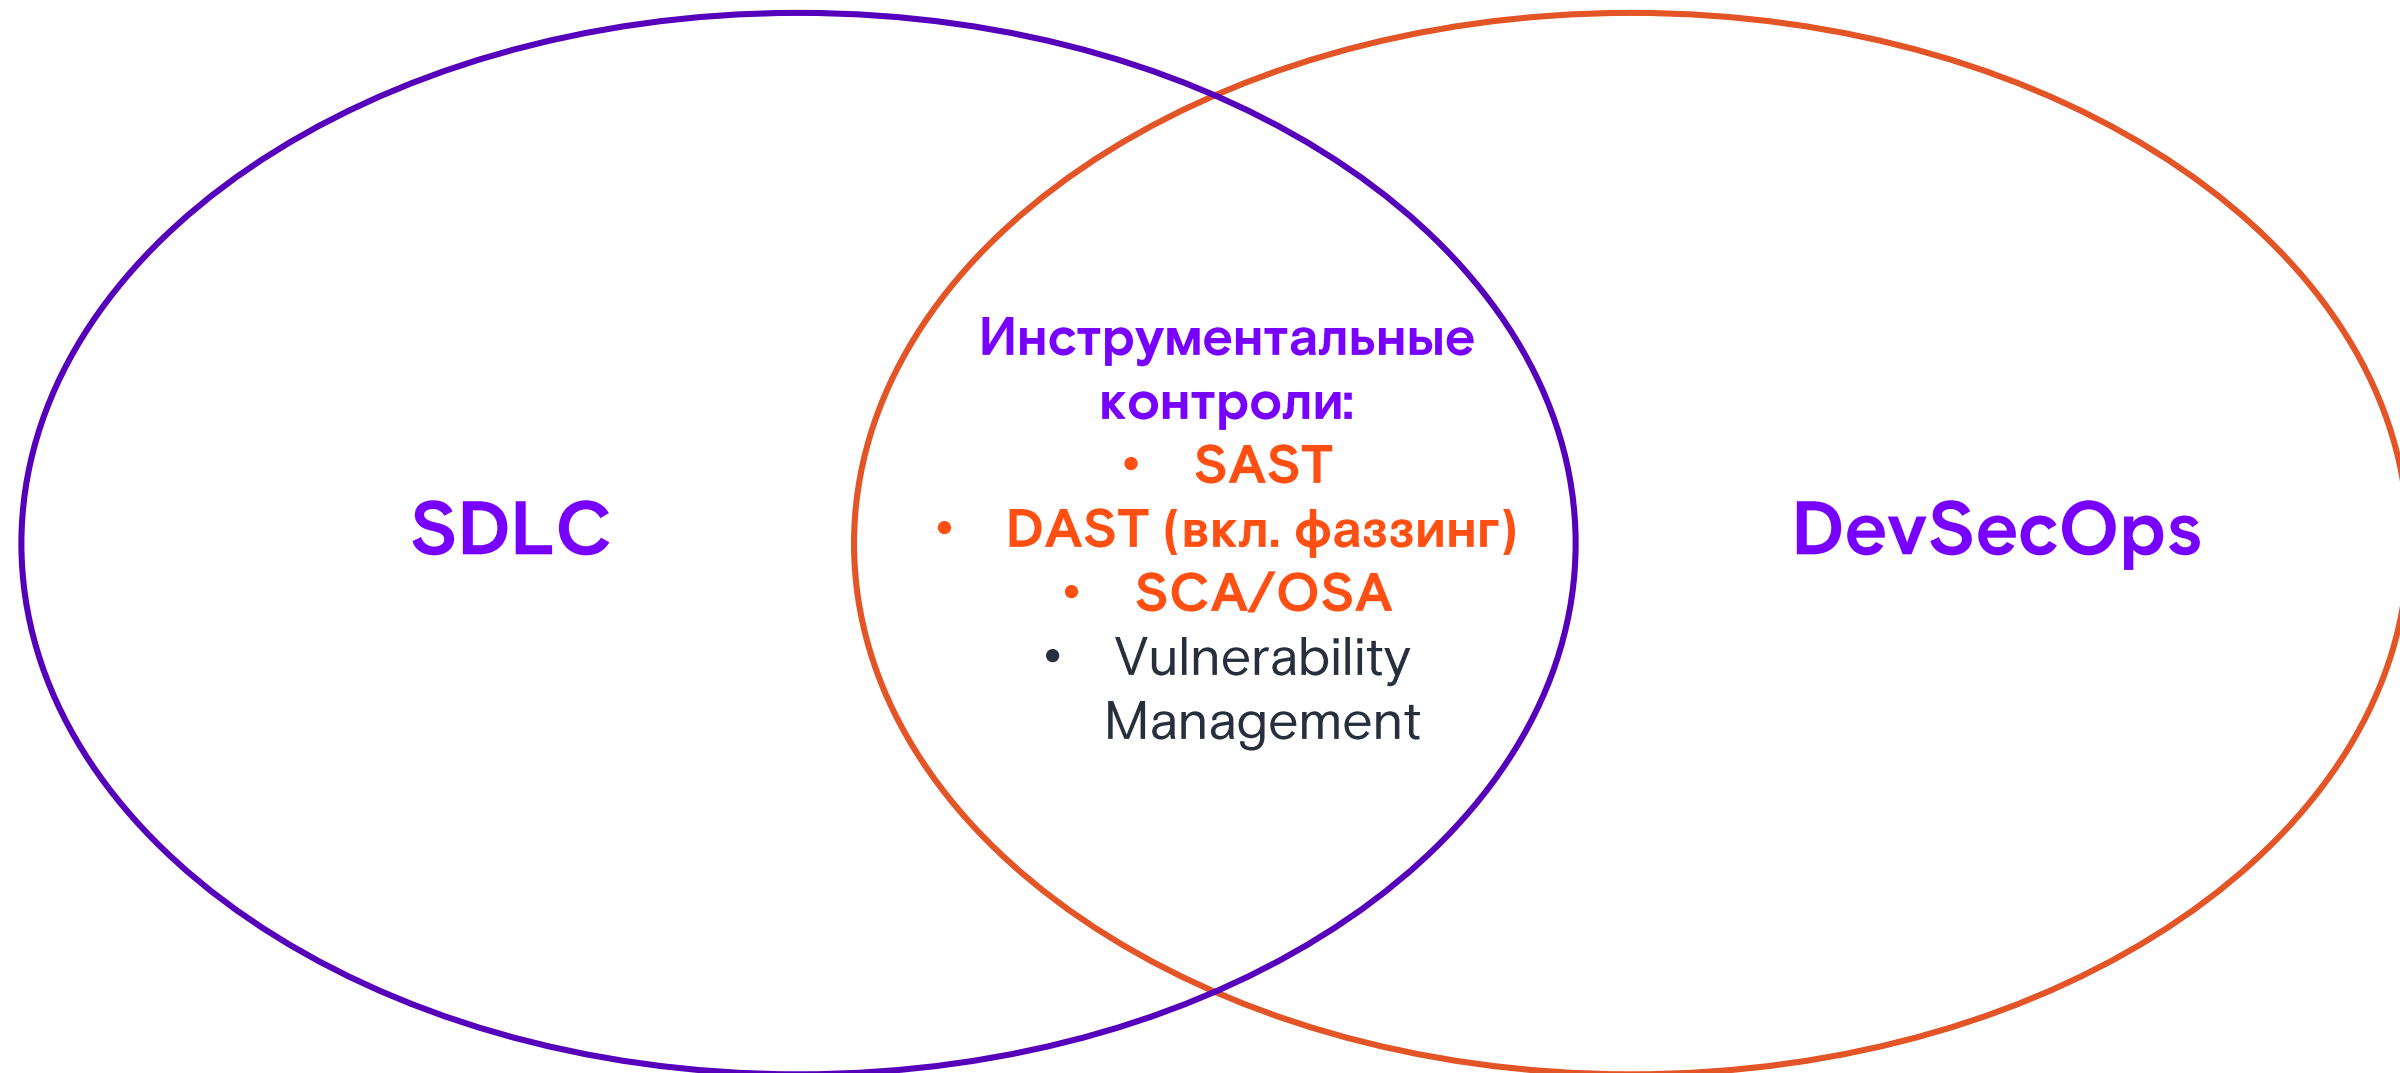 SDLC
Инструментальные
контроли:
• SAST
• DAST (вкл. фаззинг)
• SCA/OSA
• Vulnerability
Management
DevSecOps